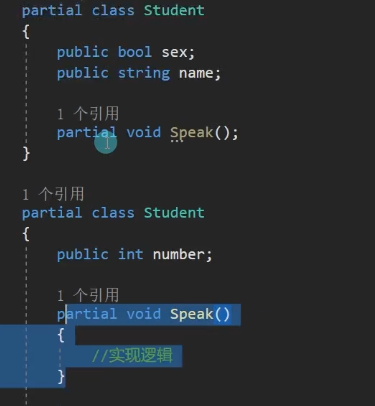 partial class Student
{
public bool sex;
public string name;
1 个引用
partial void Speak();
}
1 个引用
partial class Student
{
public int number;
1 个引用
partial void Speak()
{
//实现逻辑
}